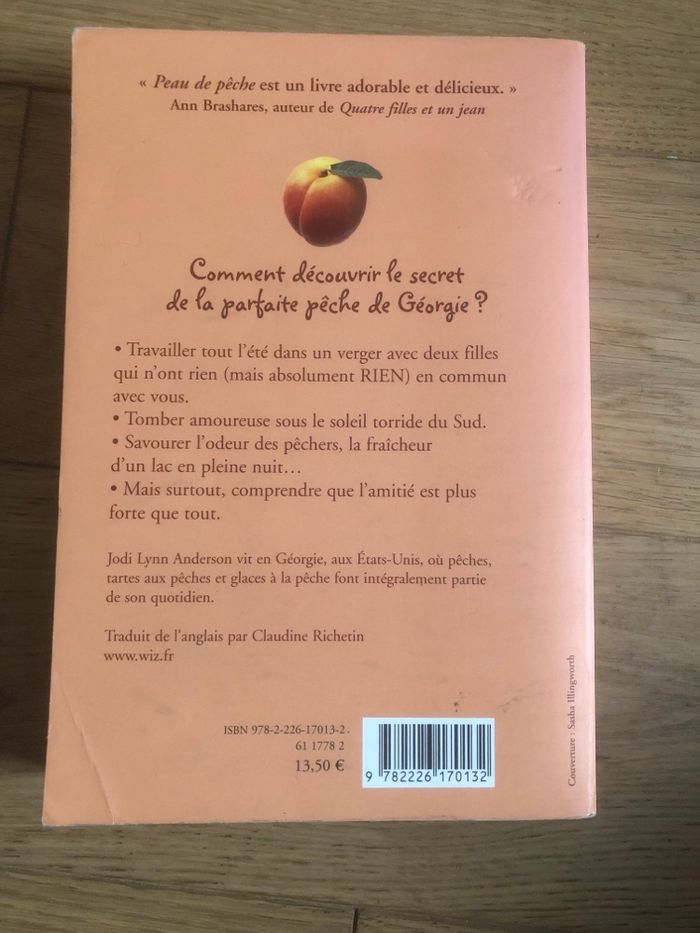 « Peau de pêche est un livre adorable et délicieux. »
Ann Brashares, auteur de Quatre filles et un jean
Comment découvrir le secret
de la parfaite pêche de Géorgie ?
• Travailler tout l'été dans un verger avec deux filles
qui n'ont rien (mais absolument RIEN) en commun
avec vous.
• Tomber amoureuse sous le soleil torride du Sud.
• Savourer l'odeur des pêchers, la fraîcheur
d'un lac en pleine nuit…
• Mais surtout, comprendre que l'amitié est plus
forte que tout.
Jodi Lynn Anderson vit en Géorgie, aux États-Unis, où pêches,
tartes aux pêches et glaces à la pêche font intégralement partie
de son quotidien.
Traduit de l'anglais par Claudine Richetin
www.wiz.fr
ISBN 978-2-226-17013-2
61 1778 2
13,50 €
9 782226 170132
Couverture : Sasha Illingworth